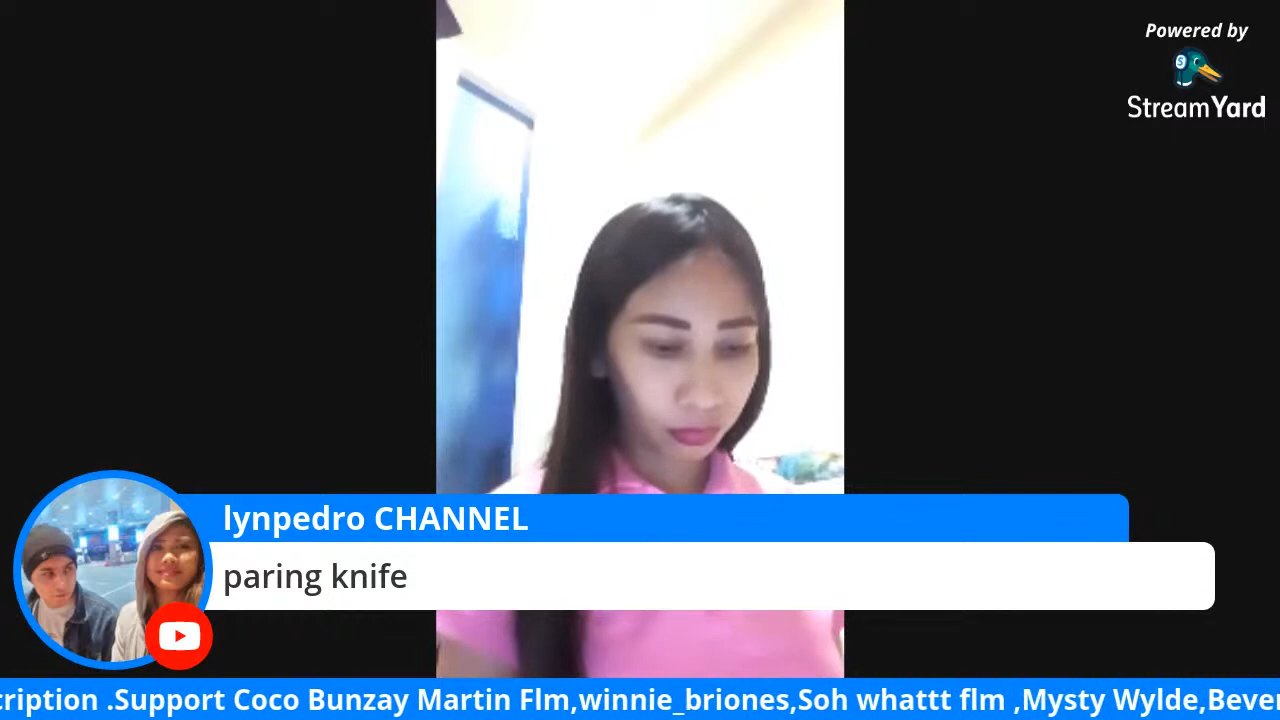 Powered by
StreamYard
lynpedro CHANNEL
paring knife
cription .Support Coco Bunzay Martin Flm,winnie_briones,Soh whattt flm ,Mysty Wylde,Bever